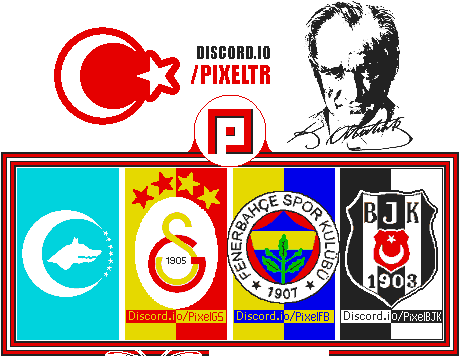 DISCORD.IO
/PIXELTR
K. Atatürk
1905
Discord.io/PixelGS
FENERBAHÇE SPOR KULÜBÜ
★ 1907 ★
Discord.io/PixelFB
BJK
1903
Discord.io/PixelBJK